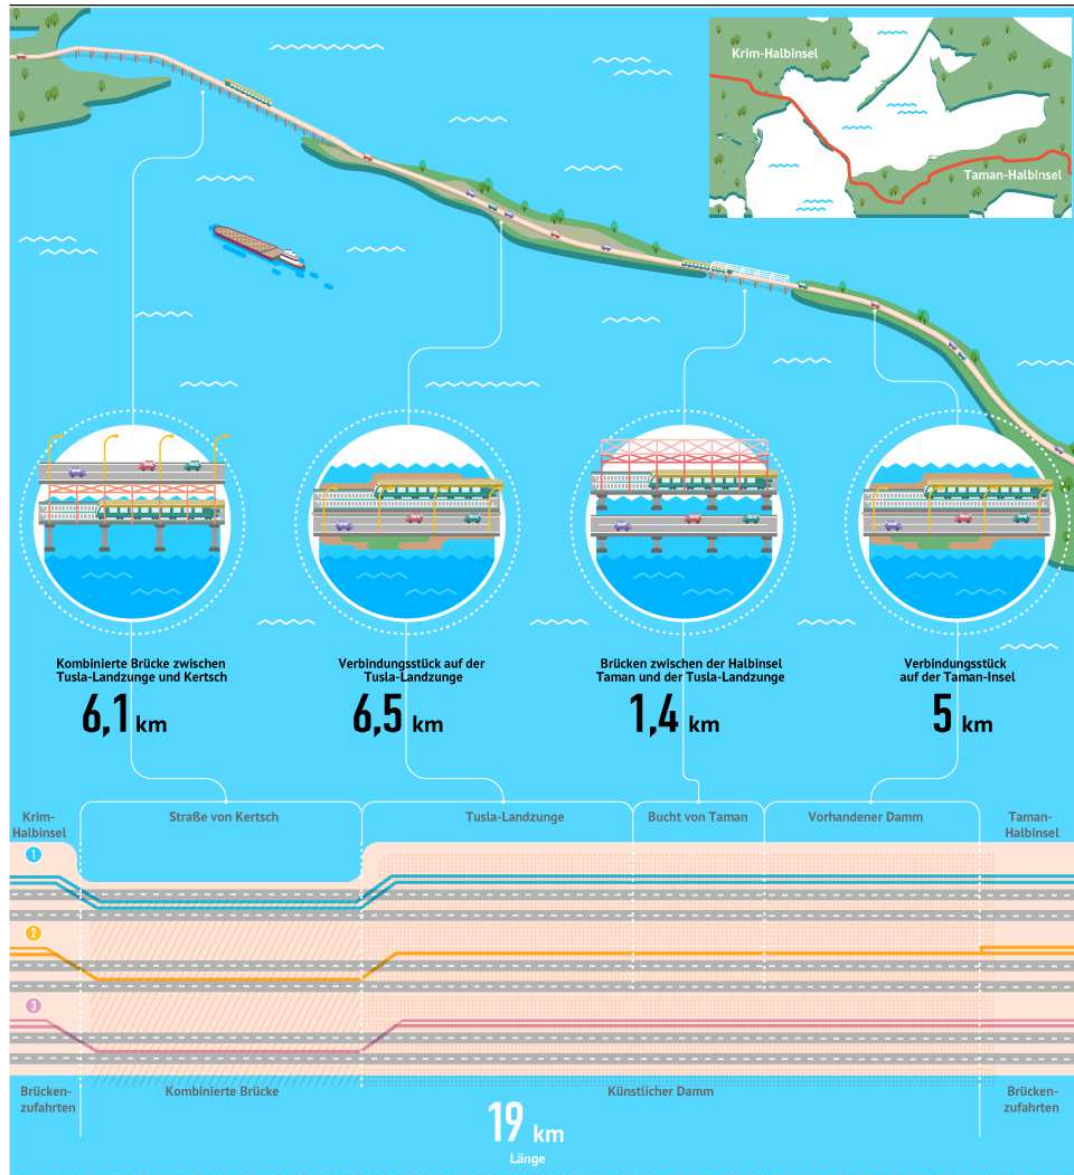 Krim-Halbinsel
Taman-Halbinsel
Kombinierte Brücke zwischen
Tusla-Landzunge und Kertsch
6,1 km
Verbindungsstück auf der
Tusla-Landzunge
6,5 km
Brücken zwischen der Halbinsel
Taman und der Tusla-Landzunge
1,4 km
Verbindungsstück
auf der Taman-Insel
5 km
Krim-
Halbinsel
Straße von Kertsch
Tusla-Landzunge
Bucht von Taman
Vorhandener Damm
Taman-
Halbinsel
1
2
3
Brücken-
zufahrten
Kombinierte Brücke
Künstlicher Damm
Brücken-
zufahrten
19 km
Länge